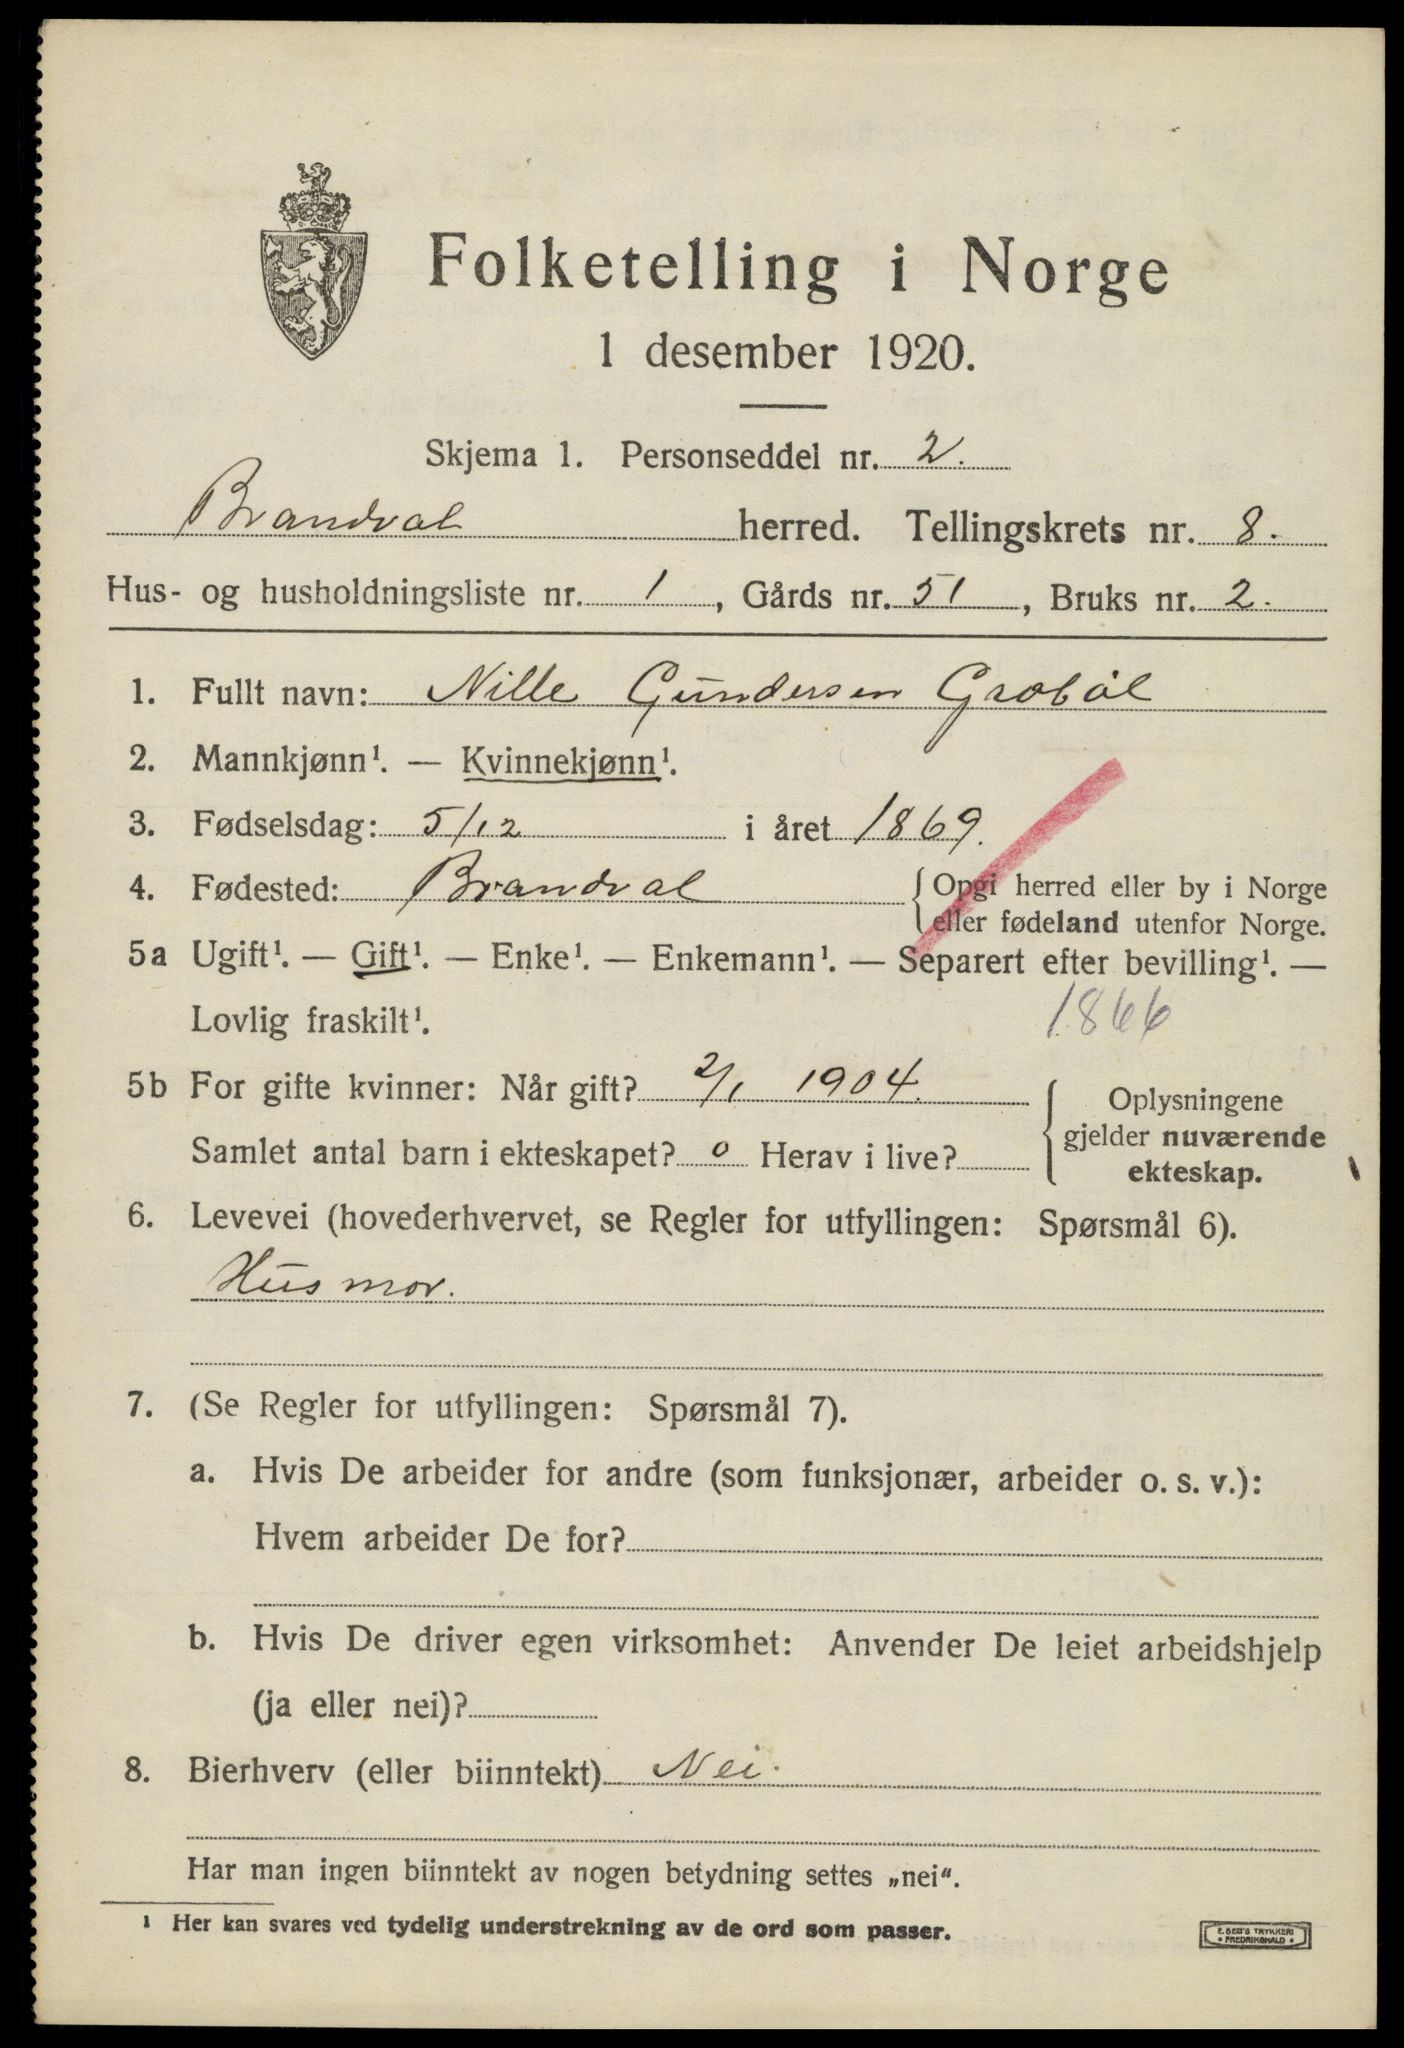 Folketelling i Norge
1 desember 1920.
Skjema 1. Personseddel nr. 2.
Brandval herred. Tellingskrets nr. 8.
Hus- og husholdningsliste nr. 1, Gårds nr. 51, Bruks nr. 2.
1. Fullt navn: Nille Gundersen Grobøl
2. Mannkjønn¹. — Kvinnekjønn¹.
3. Fødselsdag: 5/12 i året 1869.
4. Fødested: Brandval { Opgi herred eller by i Norge
eller fødeland utenfor Norge.
5a Ugift¹. — Gift¹. — Enke¹. — Enkemann¹. — Separert efter bevilling¹. —
Lovlig fraskilt¹. 1866
5b For gifte kvinner: Når gift? 2/1 1904. { Oplysningene
gjelder nuværende
Samlet antal barn i ekteskapet? 0 Herav i live?
ekteskap.
6. Levevei (hovederhvervet, se Regler for utfyllingen: Spørsmål 6).
Husmor.
7. (Se Regler for utfyllingen: Spørsmål 7).
a. Hvis De arbeider for andre (som funksjonær, arbeider o. s. v.):
Hvem arbeider De for?
b. Hvis De driver egen virksomhet: Anvender De leiet arbeidshjelp
(ja eller nei)?
8. Bierhverv (eller biinntekt) Nei.
Har man ingen biinntekt av nogen betydning settes „nei“.
¹ Her kan svares ved tydelig understrekning av de ord som passer.
E. SEM'S TRYKKERI
• FREDRIKSHALD •